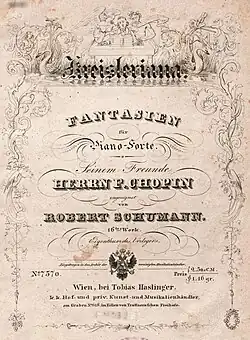 Kreisleriana.
FANTASIEN
für
Piano-Forte.
Seinem Freunde
HERRN F. CHOPIN
zugeeignet
von
ROBERT SCHUMANN.
16tes Werk.
Eigenthum des Verlegers.
No. 7570.
Preis
Wien, bei Tobias Haslinger.
k.k. Hof- und priv. Kunst- und Musikalienhändler,